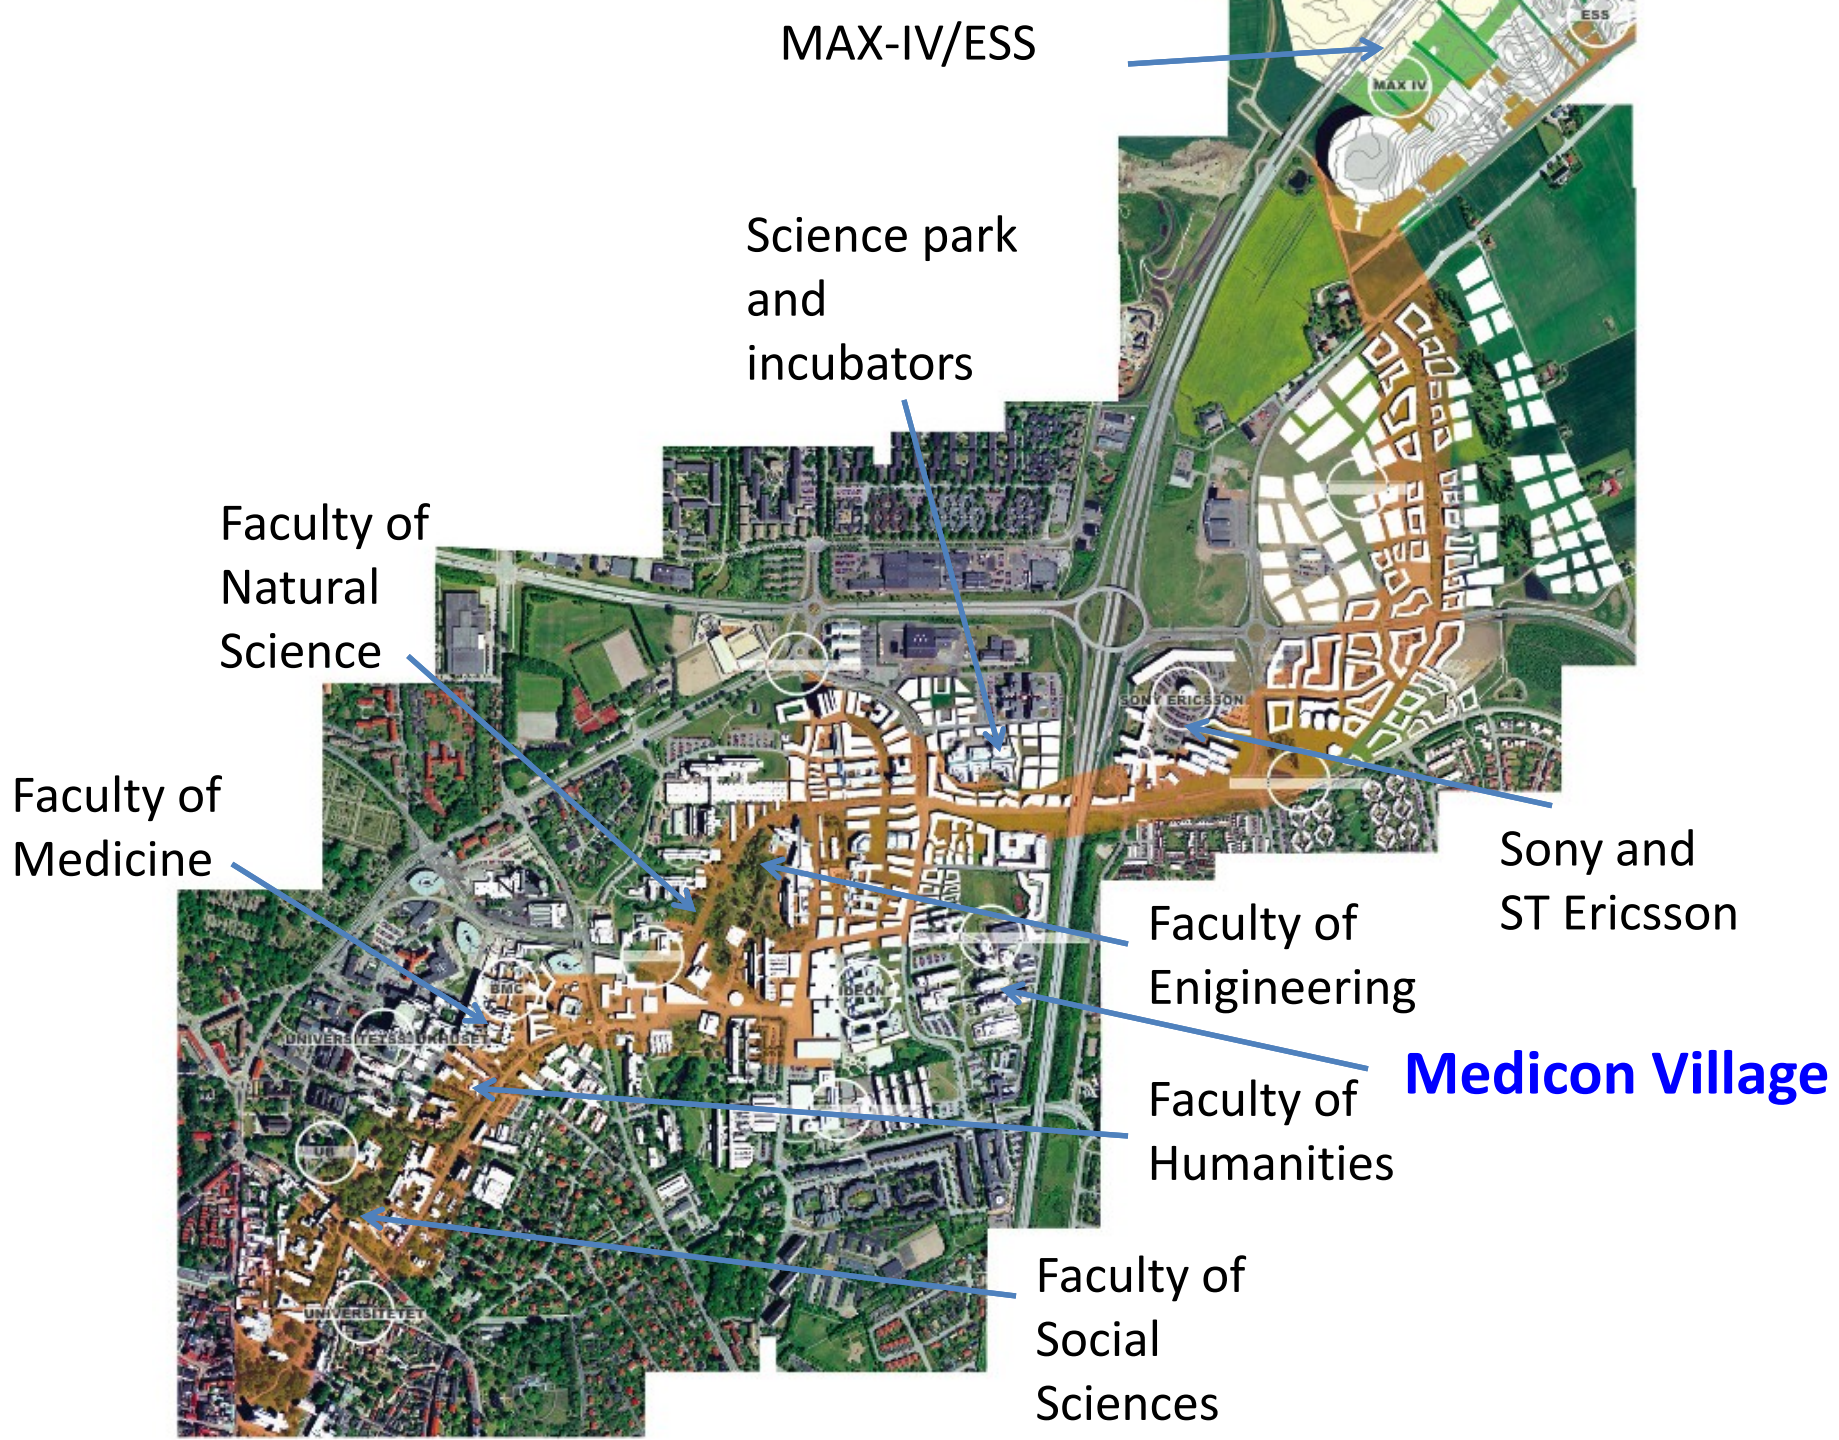 MAX-IV/ESS
ESS
MAX IV
Science park
and
incubators
Faculty of
Natural
Science
SONY ERICSSON
Faculty of
Medicine
Sony and
ST Ericsson
Faculty of
Enigineering
BMC
IDEON
Medicon Village
Faculty of
Humanities
UB
Faculty of
Social
Sciences
UNIVERSITETET